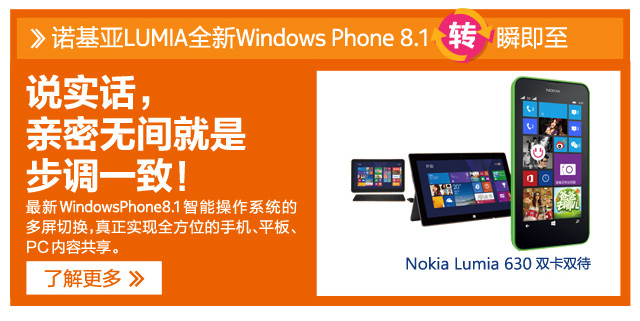 » 诺基亚LUMIA全新Windows Phone 8.1 转 瞬即至
说实话，
亲密无间就是
步调一致！
最新WindowsPhone8.1智能操作系统的
多屏切换，真正实现全方位的手机、平板、
PC内容共享。
了解更多 »
NOKIA
Nokia Lumia 630 双卡双待